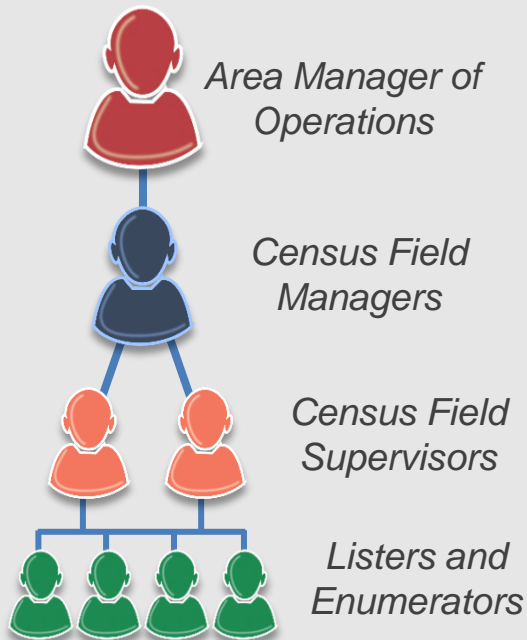 Area Manager of
Operations
Census Field
Managers
Census Field
Supervisors
Listers and
Enumerators